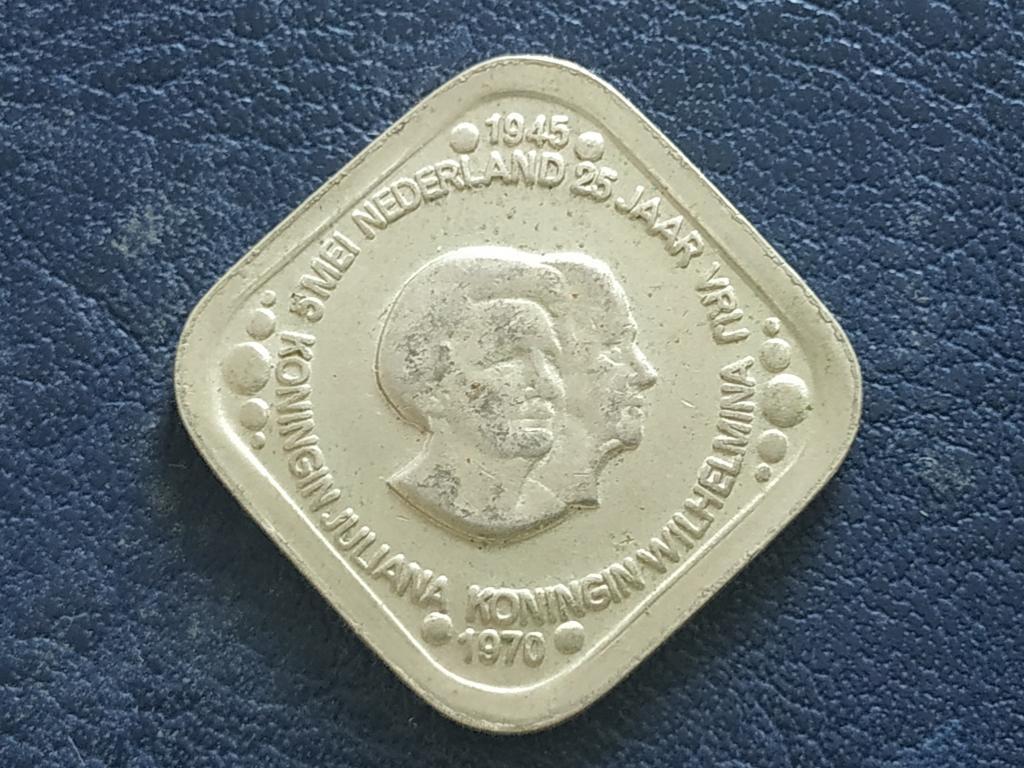 1945
5 MEI NEDERLAND 25 JAAR VRIJ
KONINGIN JULIANA KONINGIN WILHELMINA
1970